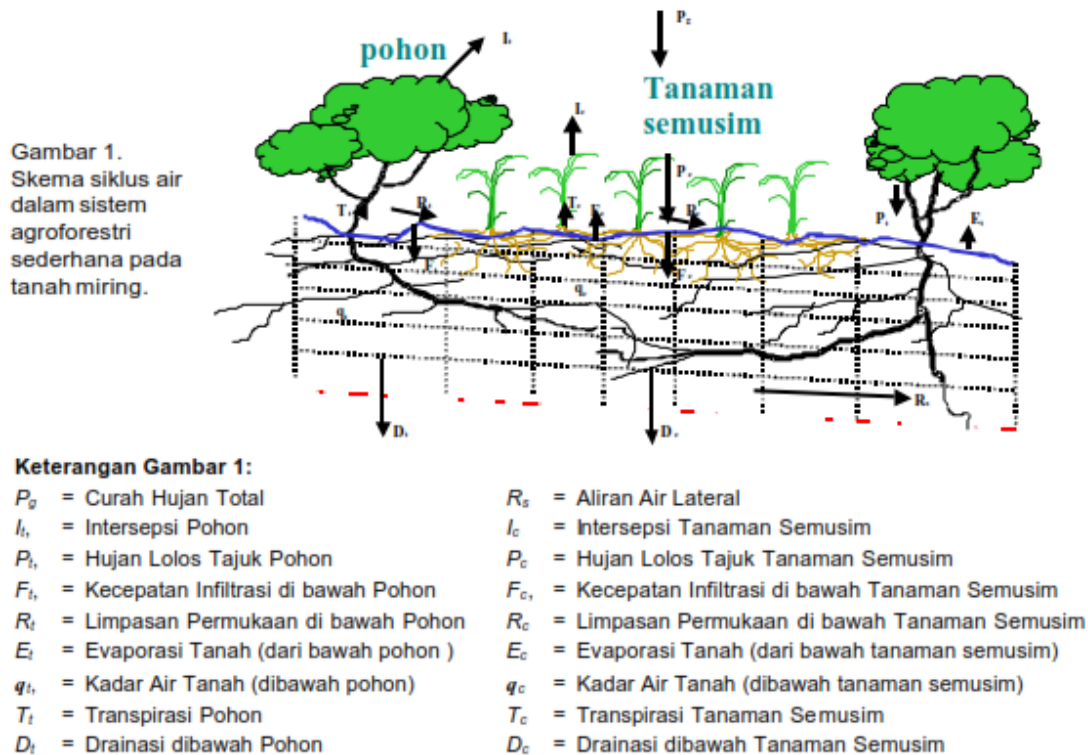 pohon
Tanaman
semusim
Gambar 1.
Skema siklus air
dalam sistem
agroforestri
sederhana pada
tanah miring.
Keterangan Gambar 1:
Pg = Curah Hujan Total
It, = Intersepsi Pohon
Pt, = Hujan Lolos Tajuk Pohon
Ft, = Kecepatan Infiltrasi di bawah Pohon
Rt = Limpasan Permukaan di bawah Pohon
Et = Evaporasi Tanah (dari bawah pohon )
qt, = Kadar Air Tanah (dibawah pohon)
Tt = Transpirasi Pohon
Dt = Drainasi dibawah Pohon
Rs = Aliran Air Lateral
Ic = Intersepsi Tanaman Semusim
Pc = Hujan Lolos Tajuk Tanaman Semusim
Fc, = Kecepatan Infiltrasi di bawah Tanaman Semusim
Rc = Limpasan Permukaan di bawah Tanaman Semusim
Ec = Evaporasi Tanah (dari bawah tanaman semusim)
qc = Kadar Air Tanah (dibawah tanaman semusim)
Tc = Transpirasi Tanaman Semusim
Dc = Drainasi dibawah Tanaman Semusim